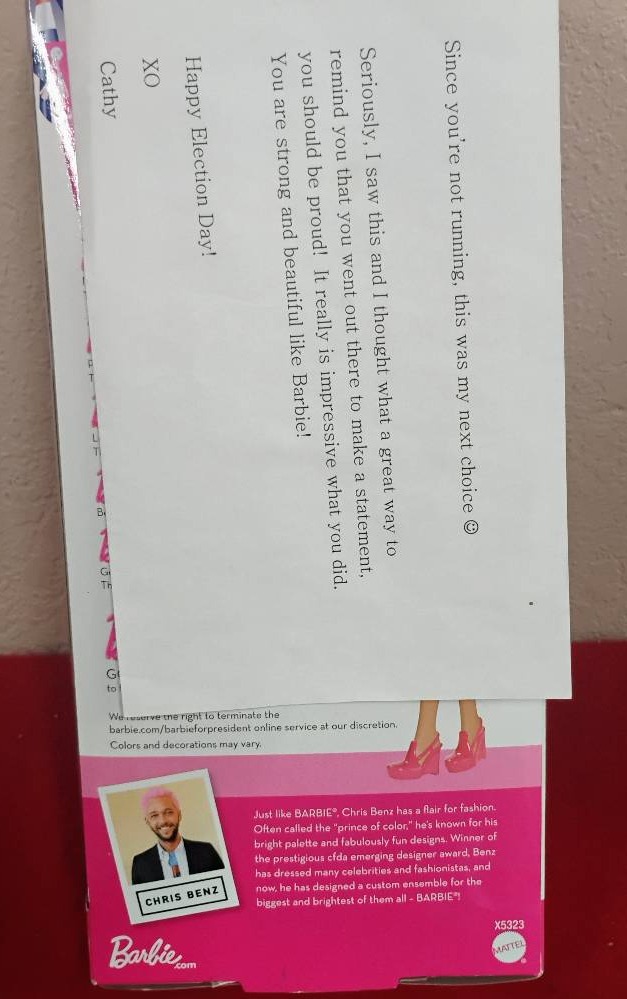 Since you're not running, this was my next choice ☺
Seriously, I saw this and I thought what a great way to
remind you that you went out there to make a statement,
you should be proud!  It really is impressive what you did.
You are strong and beautiful like Barbie!
Happy Election Day!
XO
Cathy
We reserve the right to terminate the
barbie.com/barbieforpresident online service at our discretion.
Colors and decorations may vary.
Just like BARBIE®, Chris Benz has a flair for fashion.
Often called the "prince of color," he's known for his
bright palette and fabulously fun designs. Winner of
the prestigious cfda emerging designer award, Benz
has dressed many celebrities and fashionistas, and
now, he has designed a custom ensemble for the
biggest and brightest of them all - BARBIE®!
CHRIS BENZ
Barbie.com
X5323
MATTEL